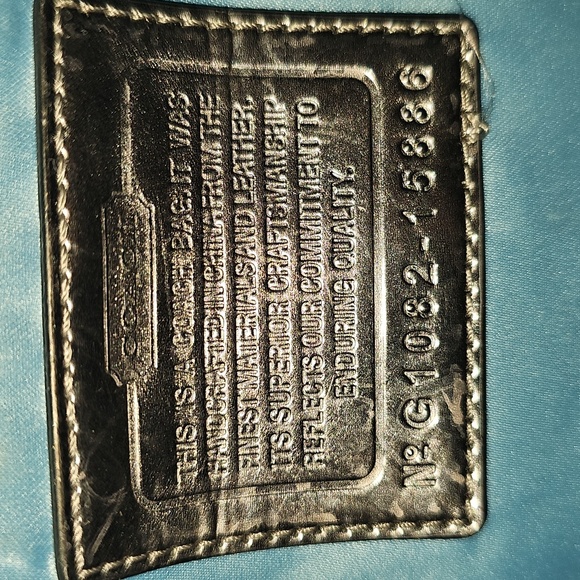 COACH
THIS IS A COACH BAG. IT WAS
HANDCRAFTED IN CHINA FROM THE
FINEST MATERIALS AND LEATHER.
ITS SUPERIOR CRAFTSMANSHIP
REFLECTS OUR COMMITMENT TO
ENDURING QUALITY.
Nº G1082-15886